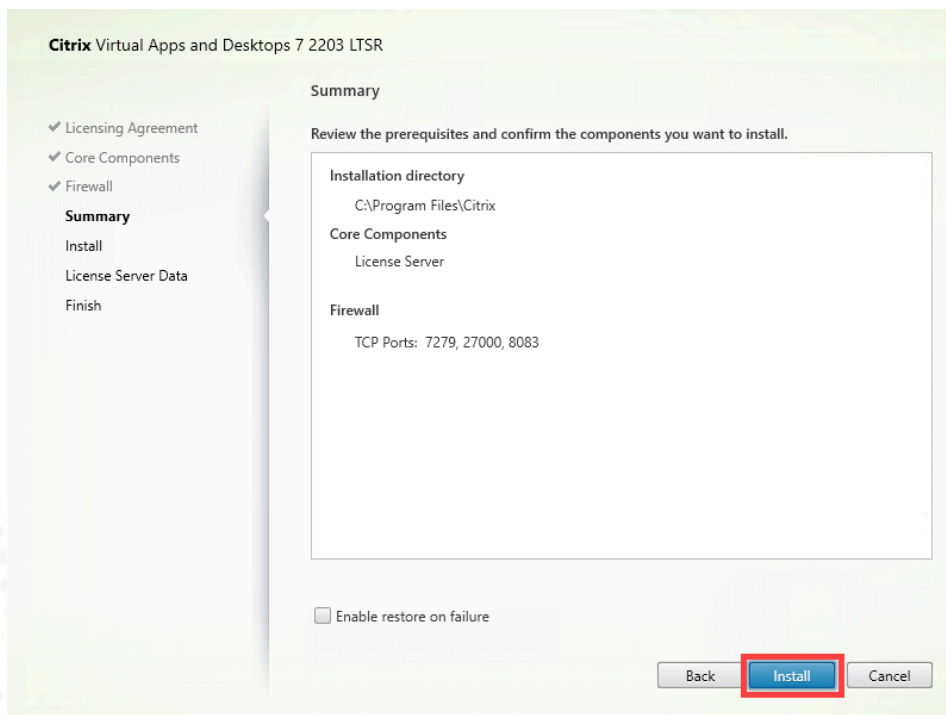 Citrix Virtual Apps and Desktops 7 2203 LTSR
Summary
Licensing Agreement
Core Components
Firewall
Summary
Install
License Server Data
Finish
Review the prerequisites and confirm the components you want to install.
Installation directory
C:\Program Files\Citrix
Core Components
License Server
Firewall
TCP Ports: 7279, 27000, 8083
Enable restore on failure
Back
Install
Cancel